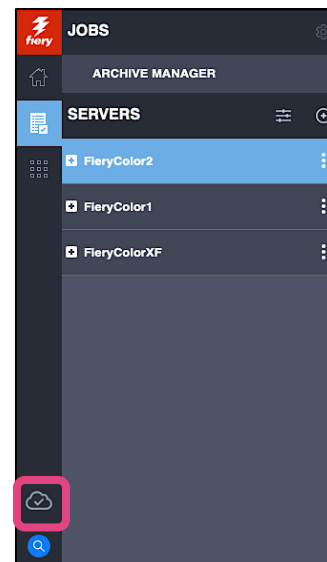 fiery
JOBS
ARCHIVE MANAGER
SERVERS
FieryColor2
FieryColor1
FieryColorXF